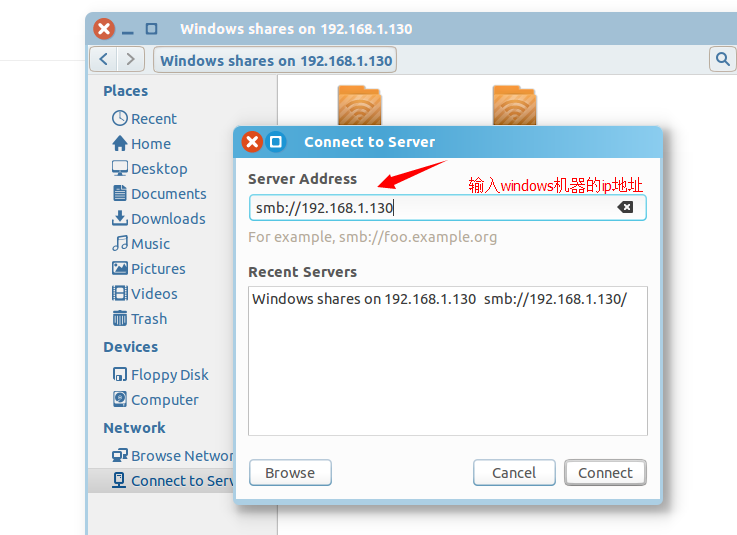 Windows shares on 192.168.1.130
Windows shares on 192.168.1.130
Places
Recent
Home
Desktop
Documents
Downloads
Music
Pictures
Videos
Trash
Devices
Floppy Disk
Computer
Network
Browse Networ
Connect to Serv
Connect to Server
Server Address
输入windows机器的ip地址
smb://192.168.1.130
For example, smb://foo.example.org
Recent Servers
Windows shares on 192.168.1.130 smb://192.168.1.130/
Browse
Cancel
Connect